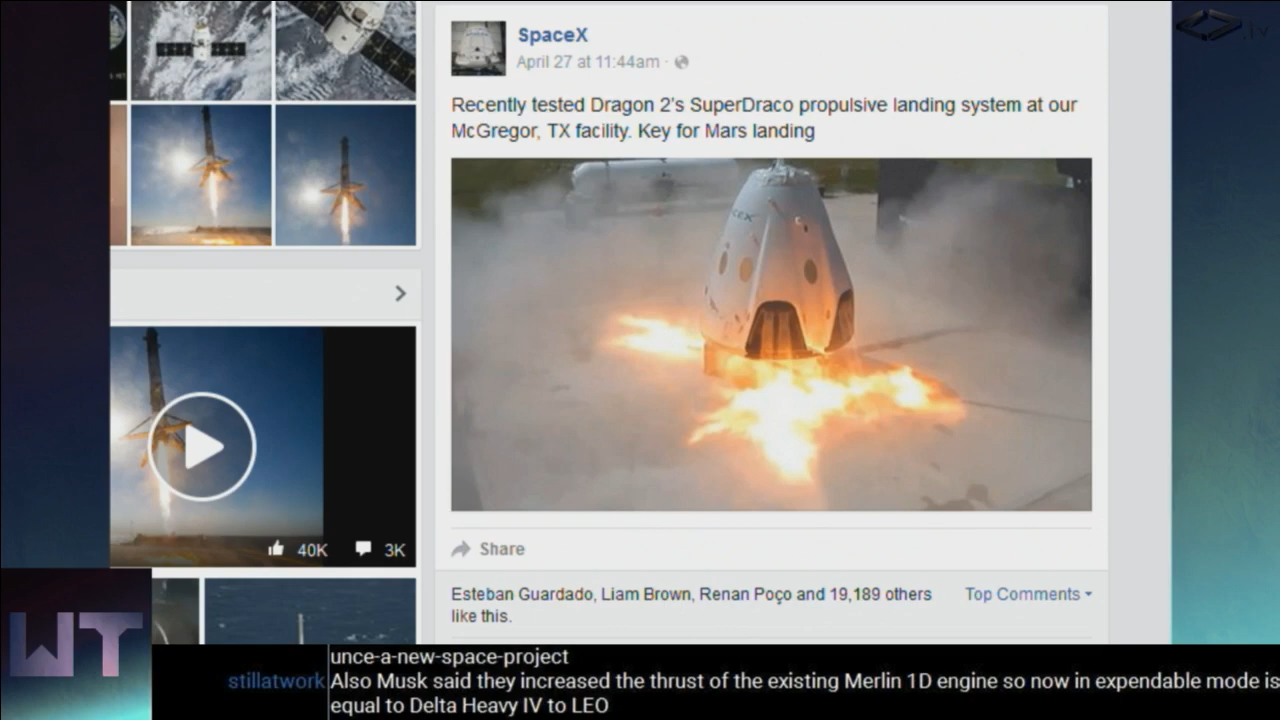 SpaceX
April 27 at 11:44am ·
Recently tested Dragon 2's SuperDraco propulsive landing system at our
McGregor, TX facility. Key for Mars landing
40K 3K
Share
Esteban Guardado, Liam Brown, Renan Poço and 19,189 others
like this.
Top Comments
WT
unce-a-new-space-project
stillatwork Also Musk said they increased the thrust of the existing Merlin 1D engine so now in expendable mode is
equal to Delta Heavy IV to LEO